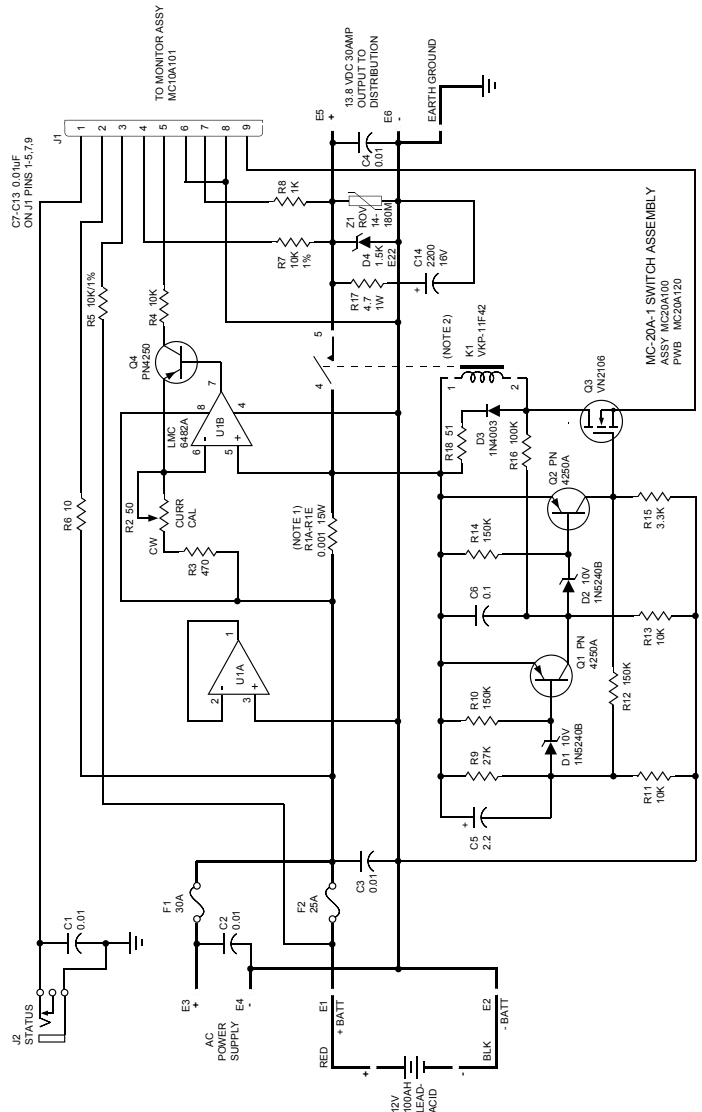 C7-C13 0.01uF
ON J1 PINS 1-5,7,9
J1
1
2
3
4
5
6
7
8
9
TO MONITOR ASSY
MC10A101
J2
STATUS
C1
0.01
R6 10
R5 10K/1%
R4 10K
Q4
PN4250
R2 50
CW
CURR
CAL
R3
470
LMC
6482A
U1B
6
5
8
4
7
-
+
U1A
2
3
1
-
+
R7
10K
1%
R8
1K
E3
+
E4
-
AC
POWER
SUPPLY
F1
30A
C2
0.01
F2
25A
C3
0.01
(NOTE 1)
R1A-R1E
0.001 15W
4
5
R17
4.7
1W
D4
1.5K
E22
Z1
ROV
14-
180M
C4
0.01
C14
2200
16V
+
E5
+
13.8 VDC 30AMP
OUTPUT TO
DISTRIBUTION
E6
-
EARTH GROUND
E1
+ BATT
RED
+
12V
100AH
LEAD-
ACID
-
BLK
E2
- BATT
C5
2.2
+
R9
27K
R10
150K
D1 10V
1N5240B
Q1 PN
4250A
C6
0.1
R14
150K
D2 10V
1N5240B
Q2 PN
4250A
R18 51
D3
1N4003
R16 100K
1
2
K1
VKP-11F42
(NOTE 2)
Q3
VN2106
R11
10K
R12 150K
R13
10K
R15
3.3K
MC-20A-1 SWITCH ASSEMBLY
ASSY MC20A100
PWB MC20A120